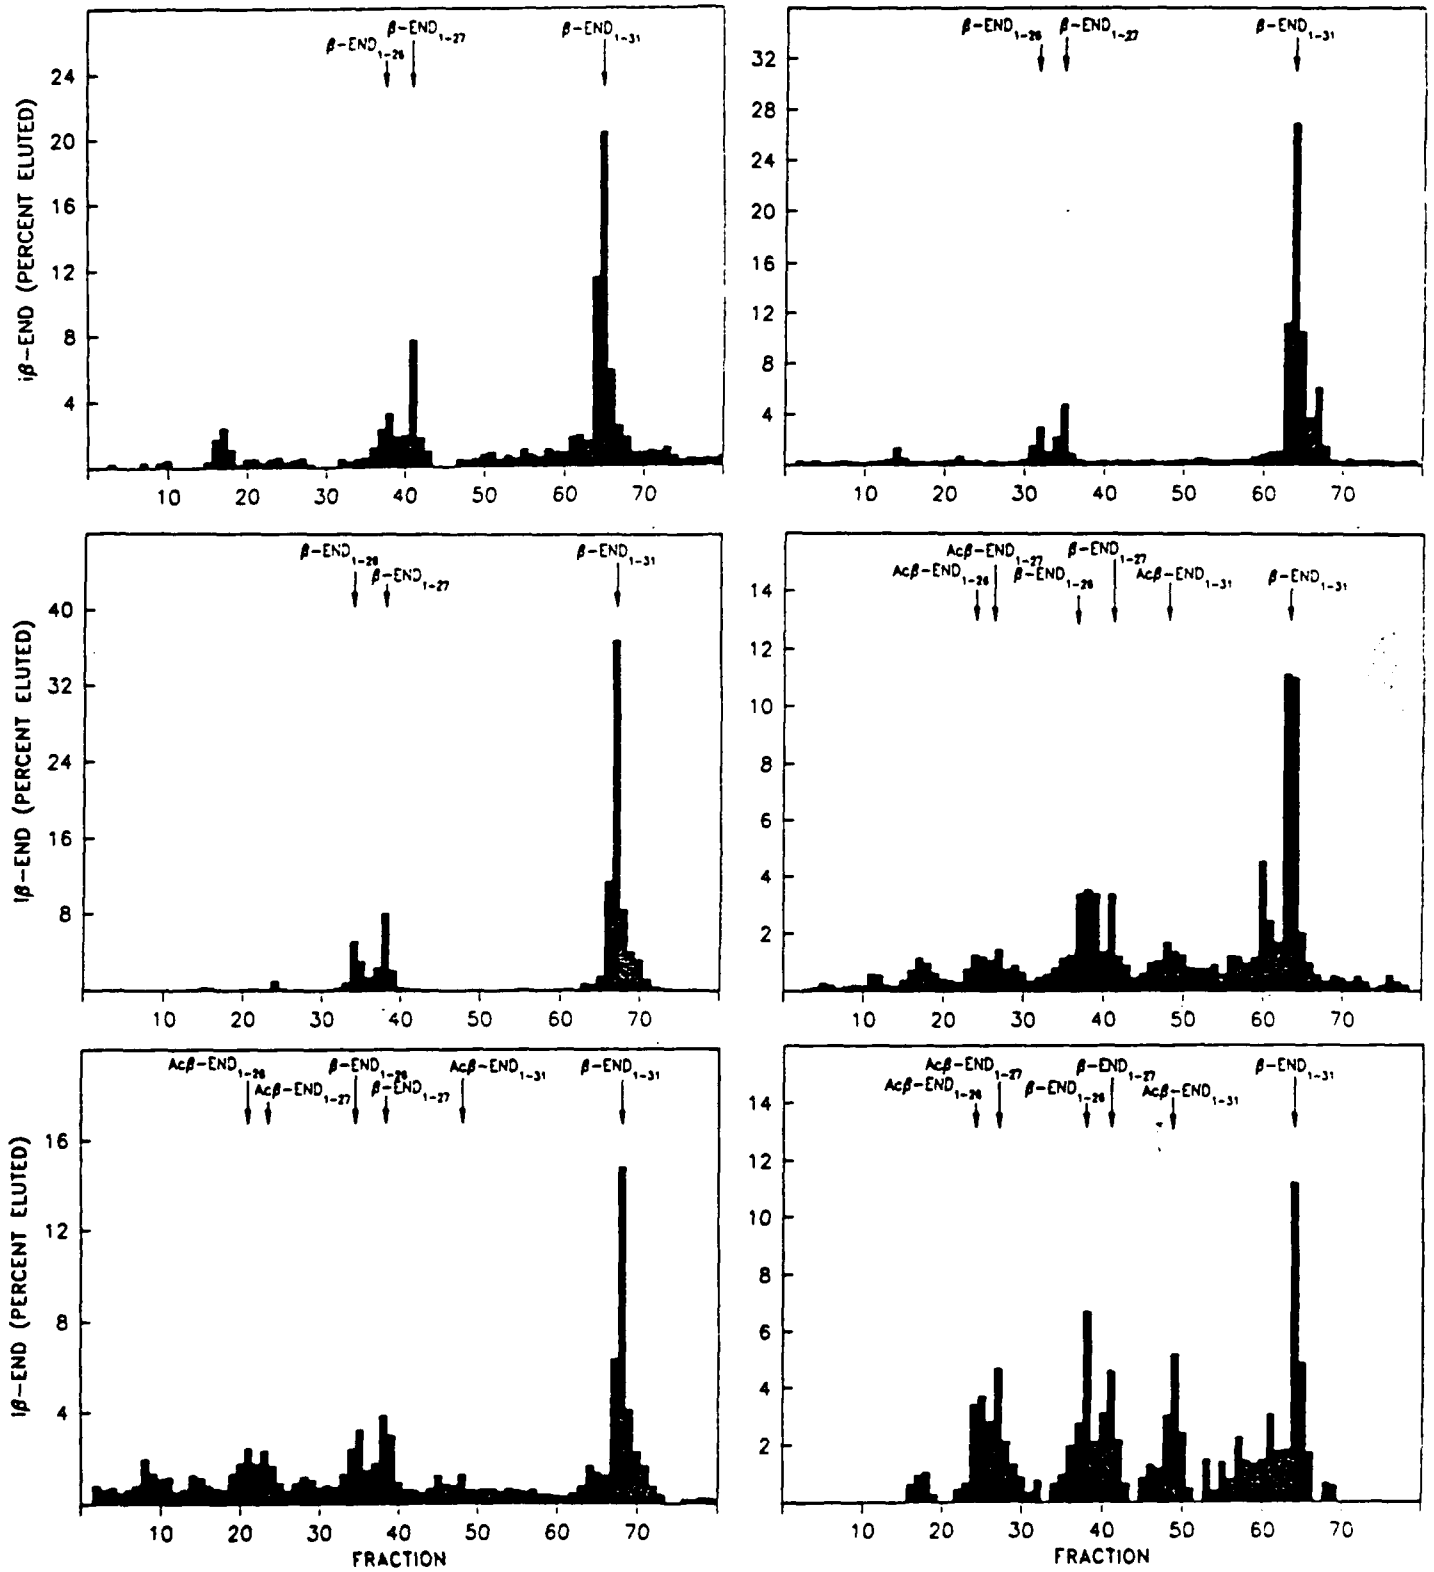 β-END1-27
β-END1-26
β-END1-31
iβ-END (PERCENT ELUTED)
24
20
16
12
8
4
10 20 30 40 50 60 70
β-END1-26 β-END1-27 β-END1-31
32
28
24
20
16
12
8
4
10 20 30 40 50 60 70
β-END1-26 β-END1-31
β-END1-27
iβ-END (PERCENT ELUTED)
40
32
24
16
8
10 20 30 40 50 60 70
Acβ-END1-27 β-END1-27
Acβ-END1-26 β-END1-26 Acβ-END1-31 β-END1-31
14
12
10
8
6
4
2
10 20 30 40 50 60 70
Acβ-END1-26 β-END1-26 Acβ-END1-31 β-END1-31
Acβ-END1-27 β-END1-27
iβ-END (PERCENT ELUTED)
16
12
8
4
10 20 30 40 50 60 70
FRACTION
Acβ-END1-27 β-END1-27 β-END1-31
Acβ-END1-26 β-END1-26 Acβ-END1-31
14
12
10
8
6
4
2
10 20 30 40 50 60 70
FRACTION